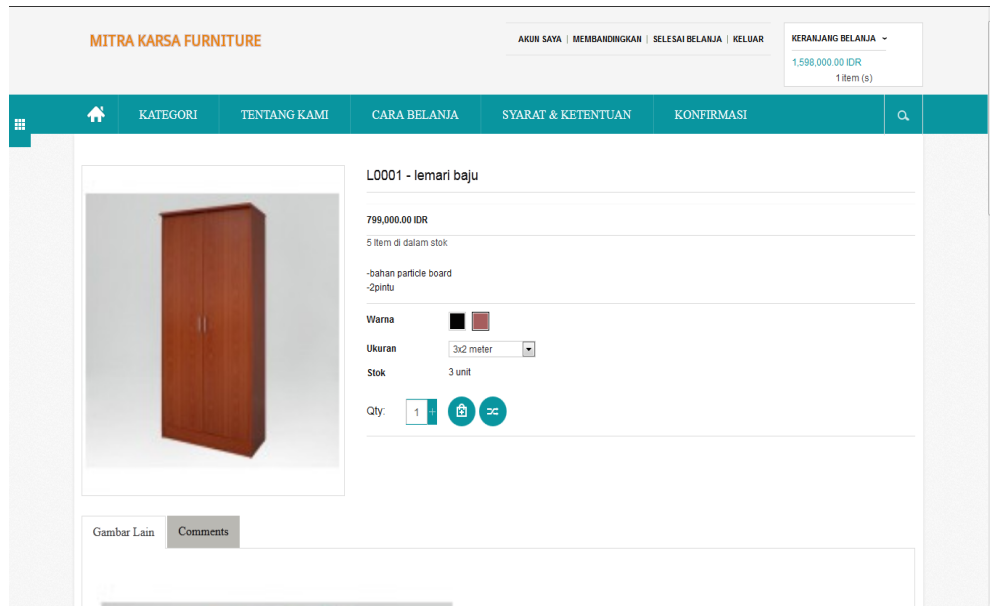 MITRA KARSA FURNITURE
AKUN SAYA | MEMBANDINGKAN | SELESAI BELANJA | KELUAR
KERANJANG BELANJA
1,598,000.00 IDR
1 item (s)
KATEGORI TENTANG KAMI CARA BELANJA SYARAT & KETENTUAN KONFIRMASI
L0001 - lemari baju
799,000.00 IDR
5 Item di dalam stok
-bahan particle board
-2pintu
Warna
Ukuran 3x2 meter
Stok 3 unit
Qty: 1 +
Gambar Lain Comments